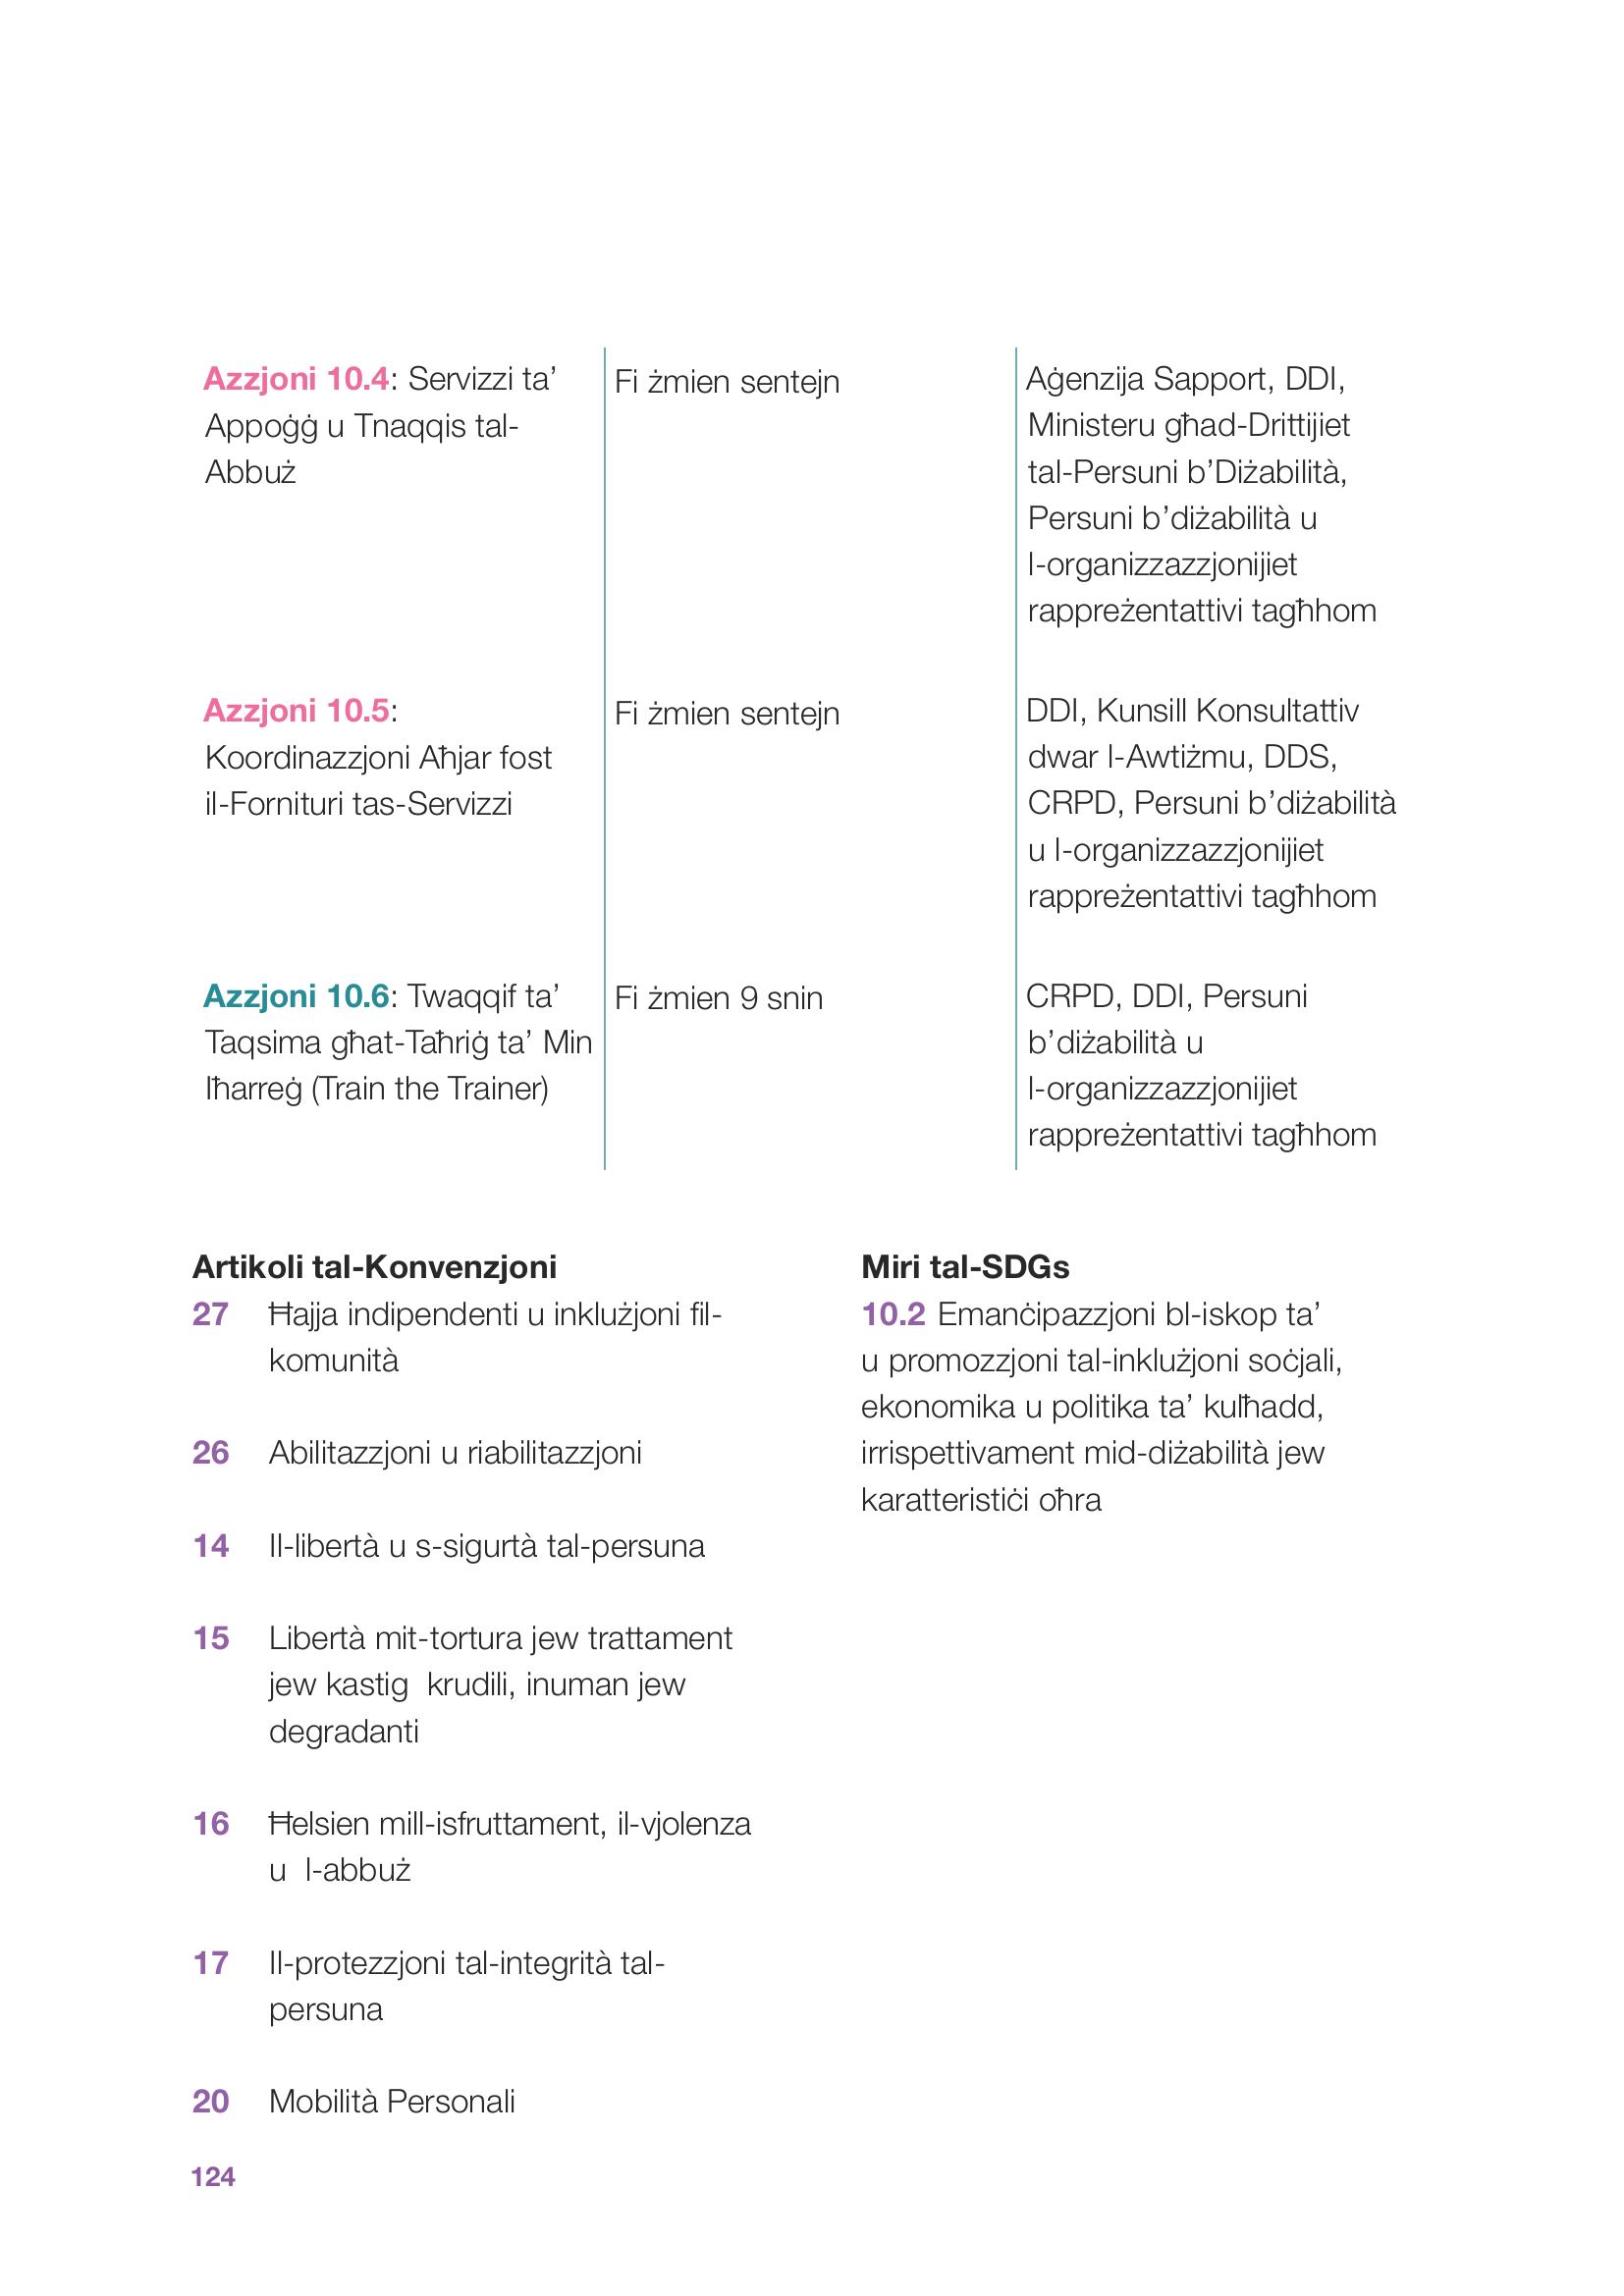 Azzjoni 10.4: Servizzi ta’
Appoġġ u Tnaqqis tal-
Abbuż
Fi żmien sentejn
Aġenzija Sapport, DDI,
Ministeru għad-Drittijiet
tal-Persuni b’Diżabilità,
Persuni b’diżabilità u
l-organizzazzjonijiet
rappreżentattivi tagħhom
Azzjoni 10.5:
Koordinazzjoni Aħjar fost
il-Fornituri tas-Servizzi
Fi żmien sentejn
DDI, Kunsill Konsultattiv
dwar l-Awtiżmu, DDS,
CRPD, Persuni b’diżabilità
u l-organizzazzjonijiet
rappreżentattivi tagħhom
Azzjoni 10.6: Twaqqif ta’
Taqsima għat-Taħriġ ta’ Min
Iħarreġ (Train the Trainer)
Fi żmien 9 snin
CRPD, DDI, Persuni
b’diżabilità u
l-organizzazzjonijiet
rappreżentattivi tagħhom
Artikoli tal-Konvenzjoni
27 Ħajja indipendenti u inklużjoni fil-
komunità
26 Abilitazzjoni u riabilitazzjoni
14 Il-libertà u s-sigurtà tal-persuna
15 Libertà mit-tortura jew trattament
jew kastig krudili, inuman jew
degradanti
16 Ħelsien mill-isfruttament, il-vjolenza
u l-abbuż
17 Il-protezzjoni tal-integrità tal-
persuna
20 Mobilità Personali
Miri tal-SDGs
10.2 Emanċipazzjoni bl-iskop ta’
u promozzjoni tal-inklużjoni soċjali,
ekonomika u politika ta’ kulħadd,
irrispettivament mid-diżabilità jew
karatteristiċi oħra
124